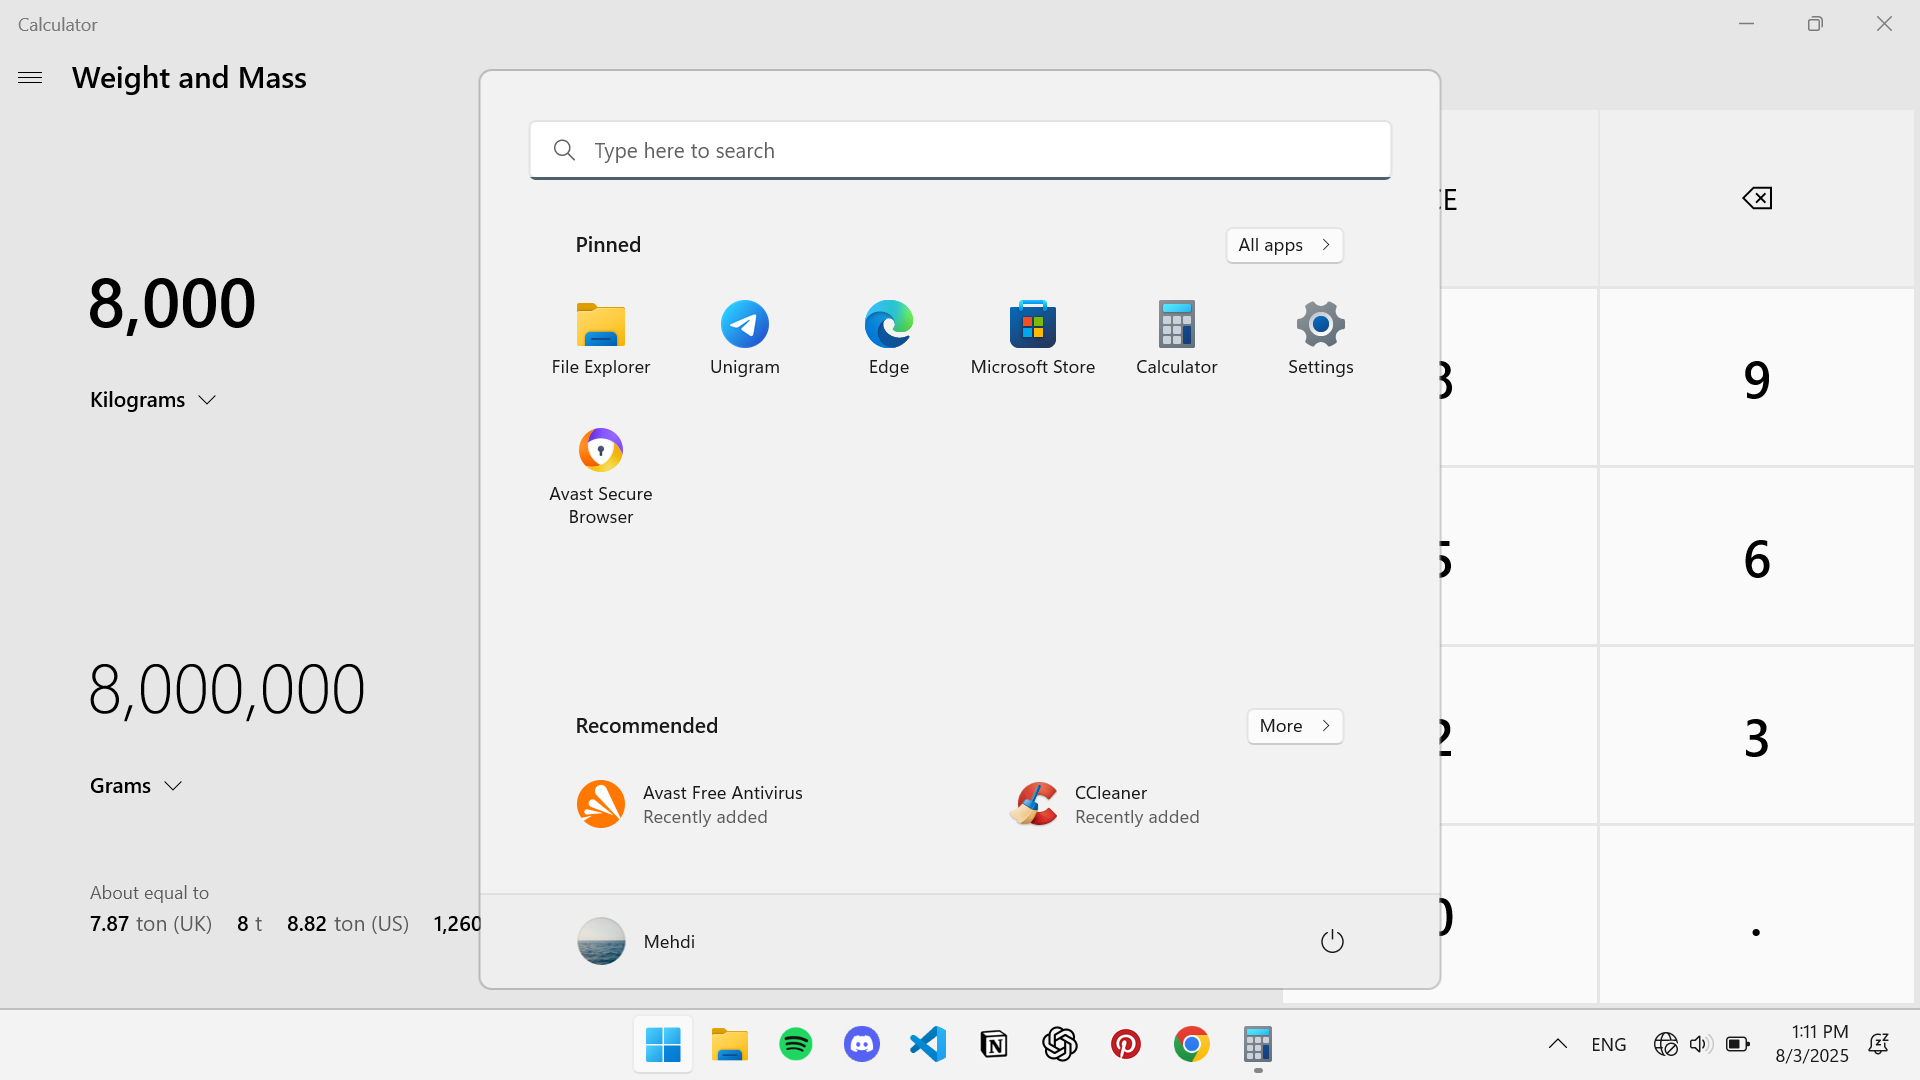 Calculator
Weight and Mass
8,000
Kilograms
8,000,000
Grams
About equal to
7.87 ton (UK) 8 t 8.82 ton (US) 1,260
Type here to search
Pinned
All apps
File Explorer
Unigram
Edge
Microsoft Store
Calculator
Settings
Avast Secure
Browser
Recommended
More
Avast Free Antivirus
Recently added
CCleaner
Recently added
Mehdi
9
6
3
.
ENG
1:11 PM
8/3/2025